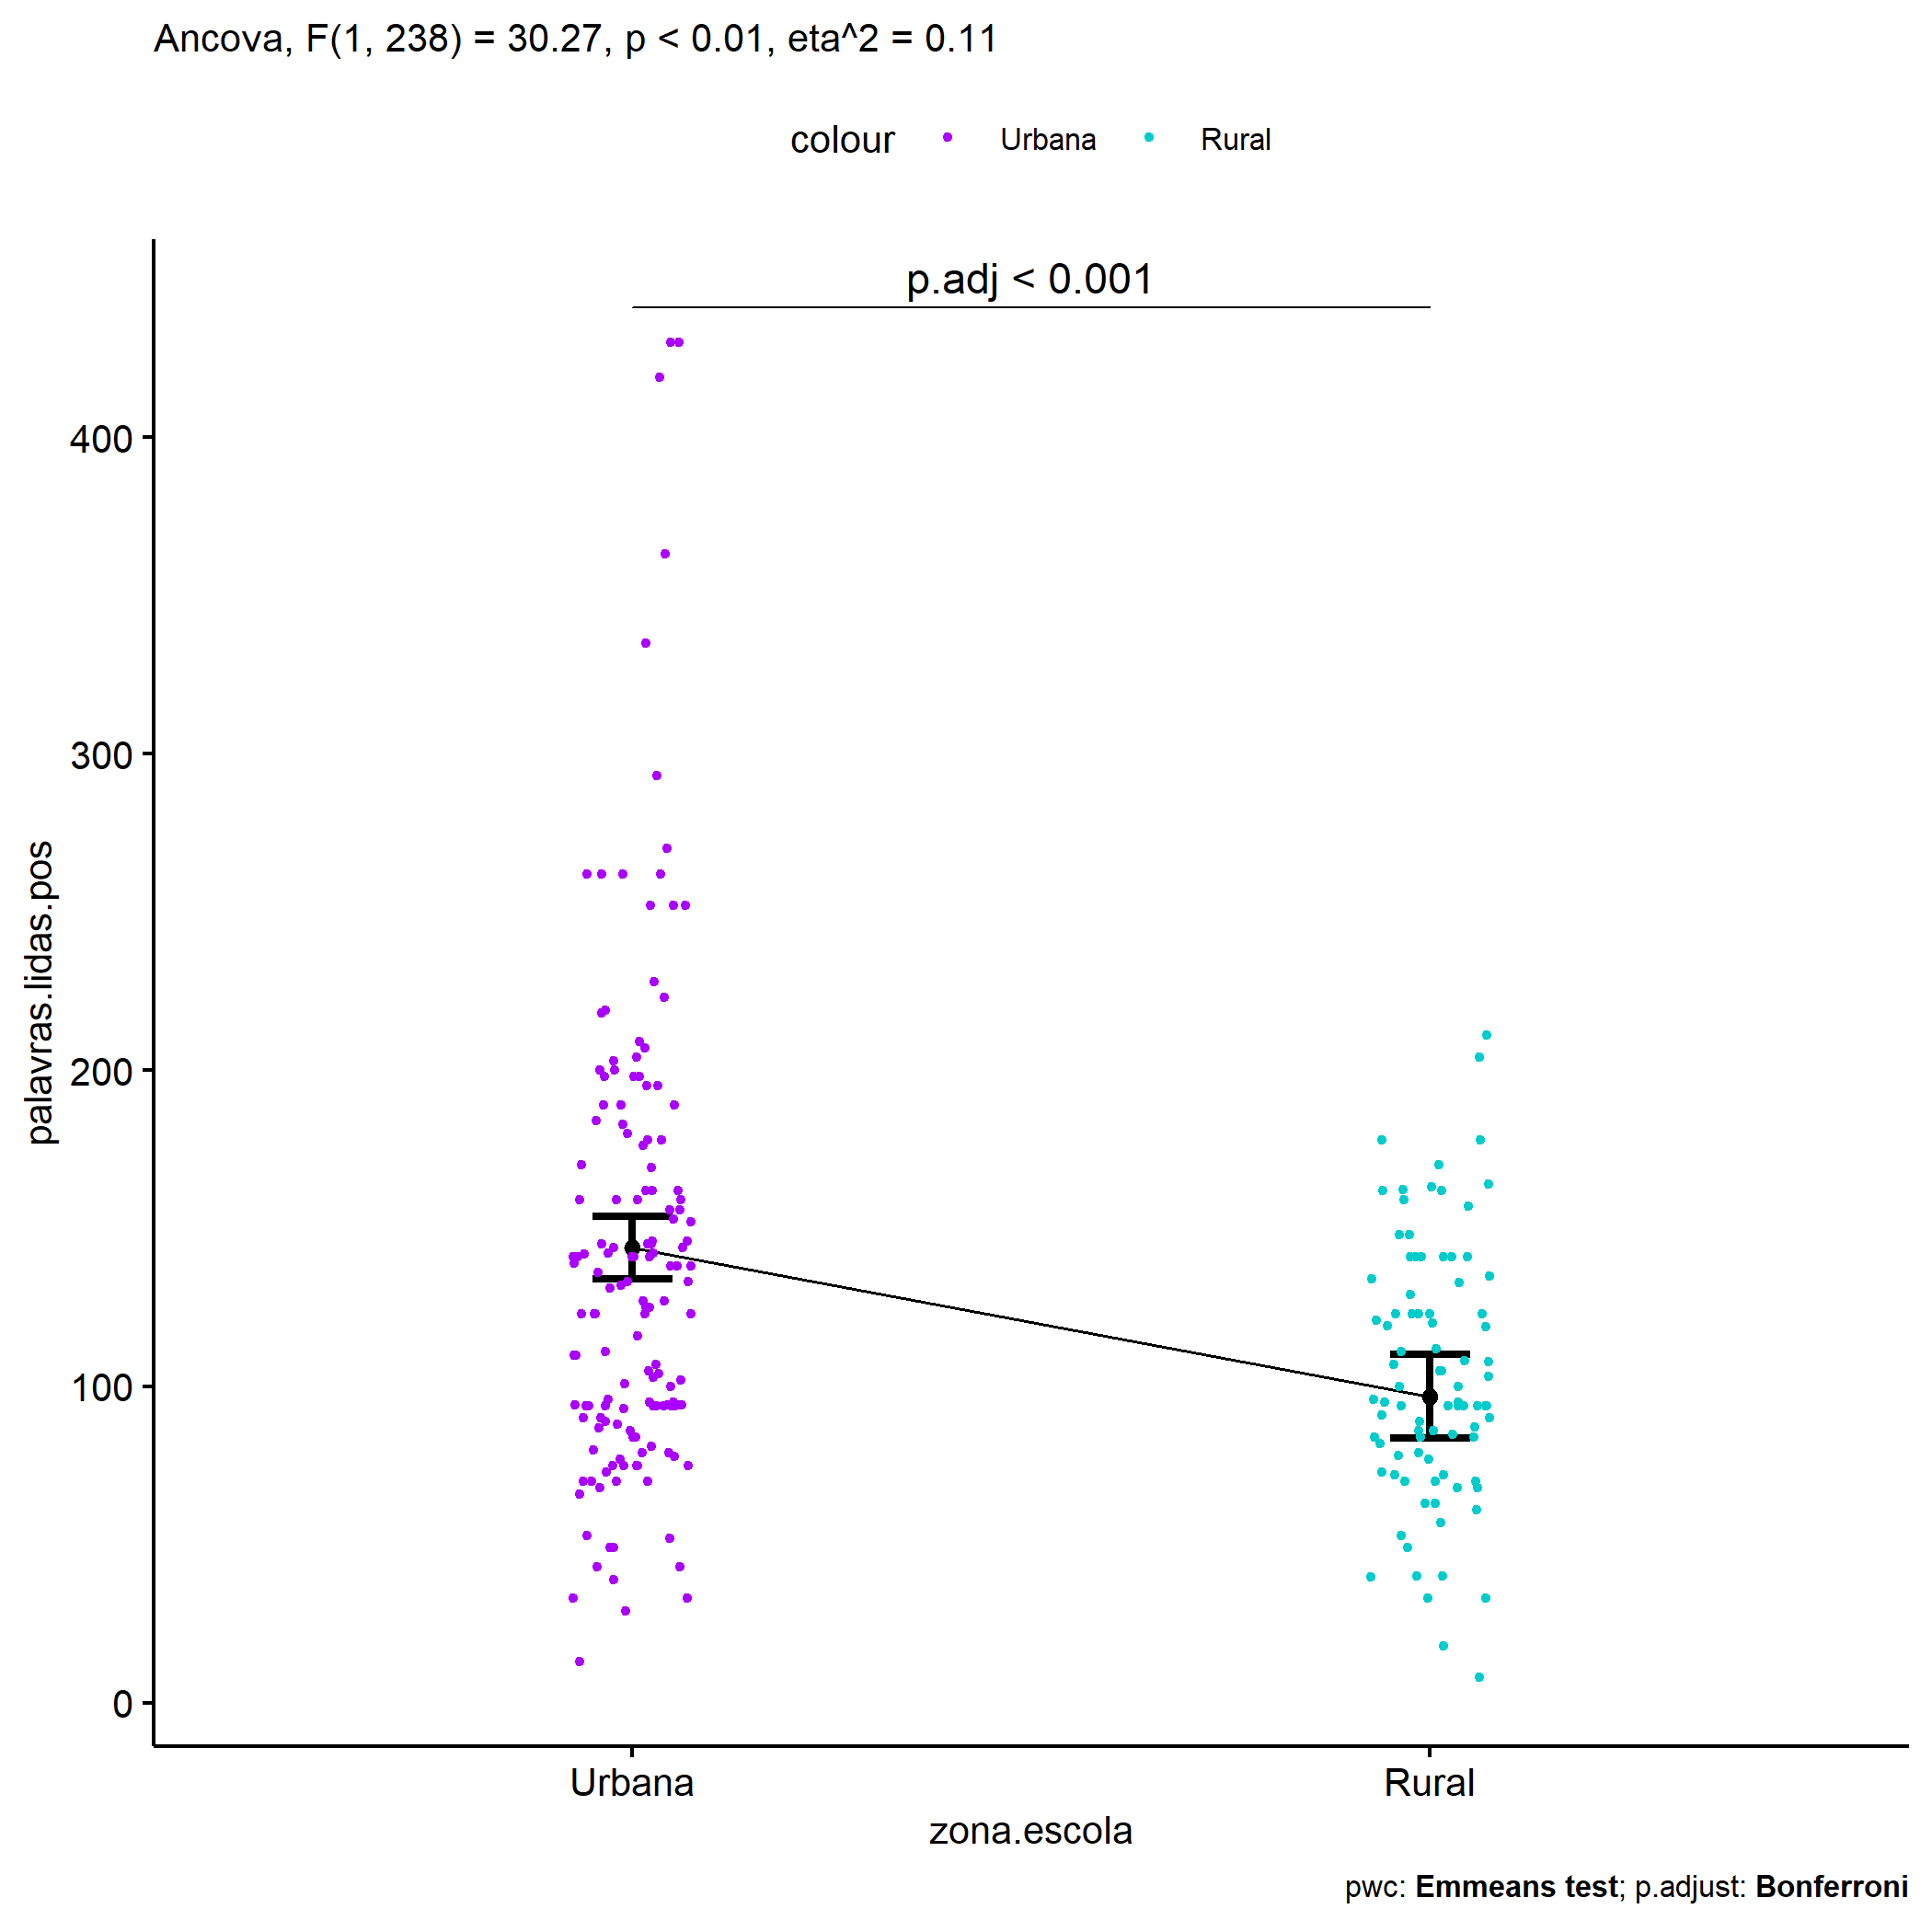 Ancova, F(1, 238) = 30.27, p < 0.01, eta^2 = 0.11
colour Urbana Rural
p.adj < 0.001
400
300
200
100
0
palavras.lidas.pos
Urbana Rural
zona.escola
pwc: Emmeans test; p.adjust: Bonferroni